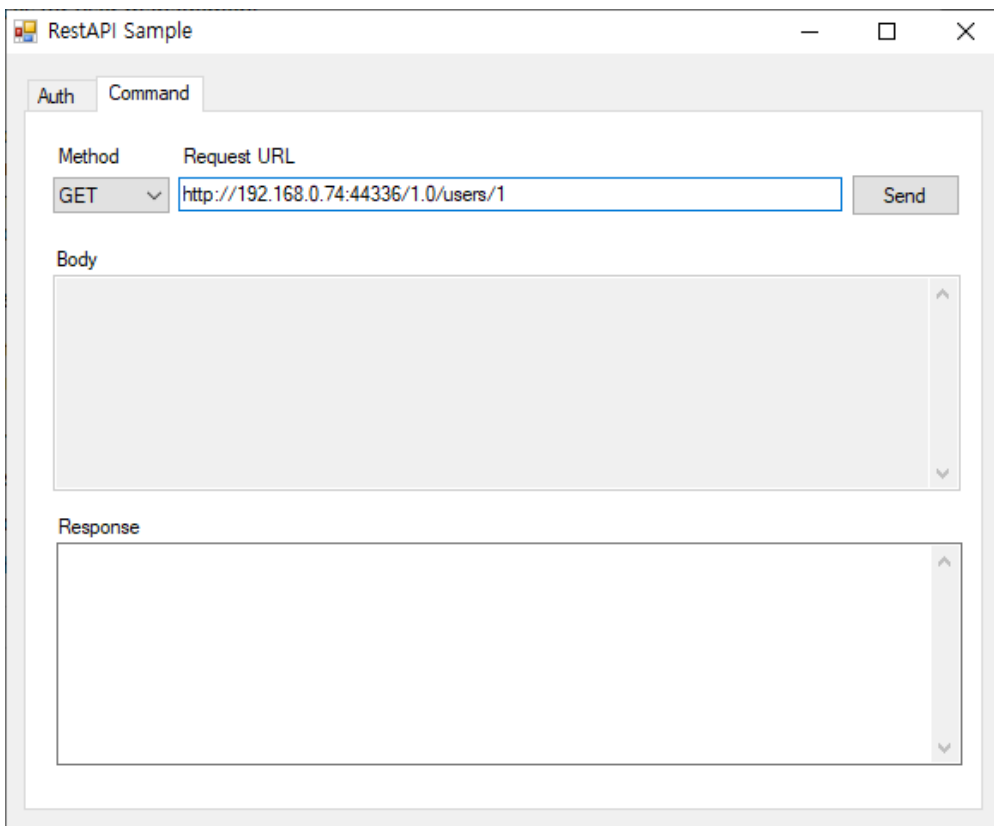 RestAPI Sample
Auth
Command
Method
Request URL
GET
http://192.168.0.74:44336/1.0/users/1
Send
Body
Response